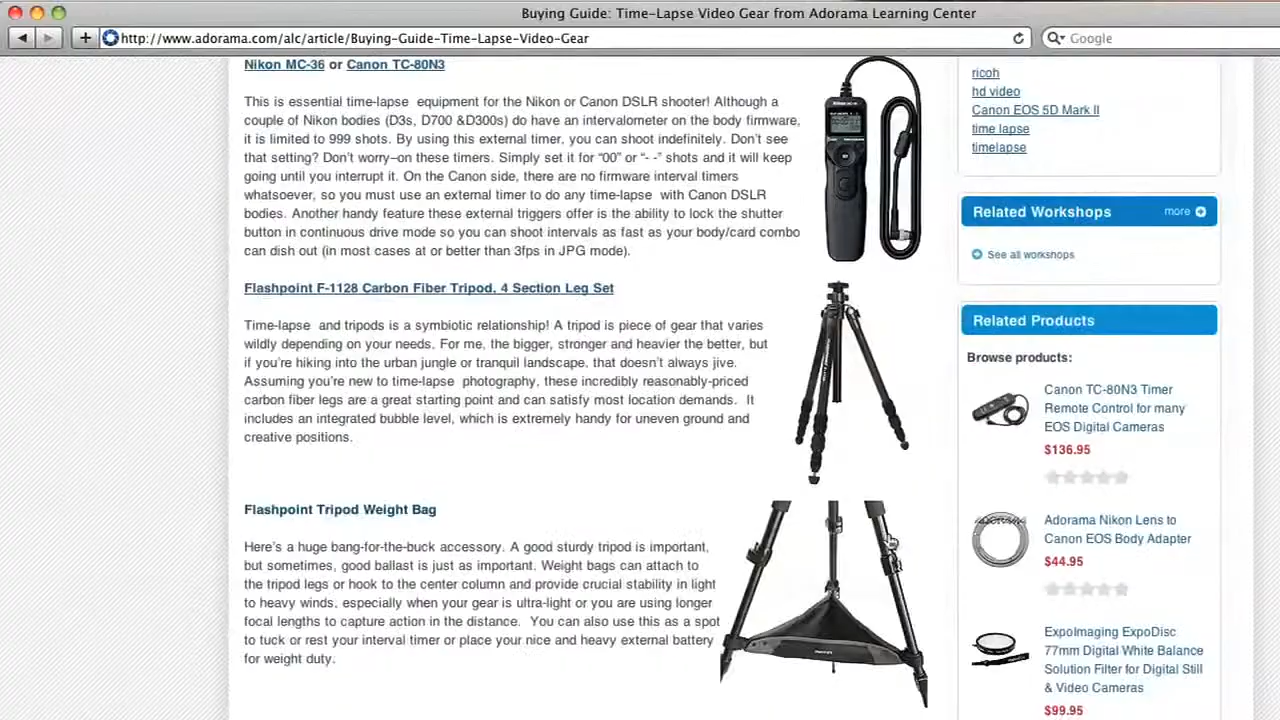 Buying Guide: Time-Lapse Video Gear from Adorama Learning Center
http://www.adorama.com/alc/article/Buying-Guide-Time-Lapse-Video-Gear
Google
Nikon MC-36 or Canon TC-80N3
This is essential time-lapse equipment for the Nikon or Canon DSLR shooter! Although a
couple of Nikon bodies (D3s, D700 &D300s) do have an intervalometer on the body firmware,
it is limited to 999 shots. By using this external timer, you can shoot indefinitely. Don't see
that setting? Don't worry–on these timers. Simply set it for “00” or “- -” shots and it will keep
going until you interrupt it. On the Canon side, there are no firmware interval timers
whatsoever, so you must use an external timer to do any time-lapse with Canon DSLR
bodies. Another handy feature these external triggers offer is the ability to lock the shutter
button in continuous drive mode so you can shoot intervals as fast as your body/card combo
can dish out (in most cases at or better than 3fps in JPG mode).
Flashpoint F-1128 Carbon Fiber Tripod, 4 Section Leg Set
Time-lapse and tripods is a symbiotic relationship! A tripod is piece of gear that varies
wildly depending on your needs. For me, the bigger, stronger and heavier the better, but
if you're hiking into the urban jungle or tranquil landscape, that doesn't always jive.
Assuming you're new to time-lapse photography, these incredibly reasonably-priced
carbon fiber legs are a great starting point and can satisfy most location demands. It
includes an integrated bubble level, which is extremely handy for uneven ground and
creative positions.
Flashpoint Tripod Weight Bag
Here's a huge bang-for-the-buck accessory. A good sturdy tripod is important,
but sometimes, good ballast is just as important. Weight bags can attach to
the tripod legs or hook to the center column and provide crucial stability in light
to heavy winds, especially when your gear is ultra-light or you are using longer
focal lengths to capture action in the distance. You can also use this as a spot
to tuck or rest your interval timer or place your nice and heavy external battery
for weight duty.
ricoh
hd video
Canon EOS 5D Mark II
time lapse
timelapse
Related Workshops
more
See all workshops
Related Products
Browse products:
Canon TC-80N3 Timer
Remote Control for many
EOS Digital Cameras
$136.95
Adorama Nikon Lens to
Canon EOS Body Adapter
$44.95
ExpoImaging ExpoDisc
77mm Digital White Balance
Solution Filter for Digital Still
& Video Cameras
$99.95